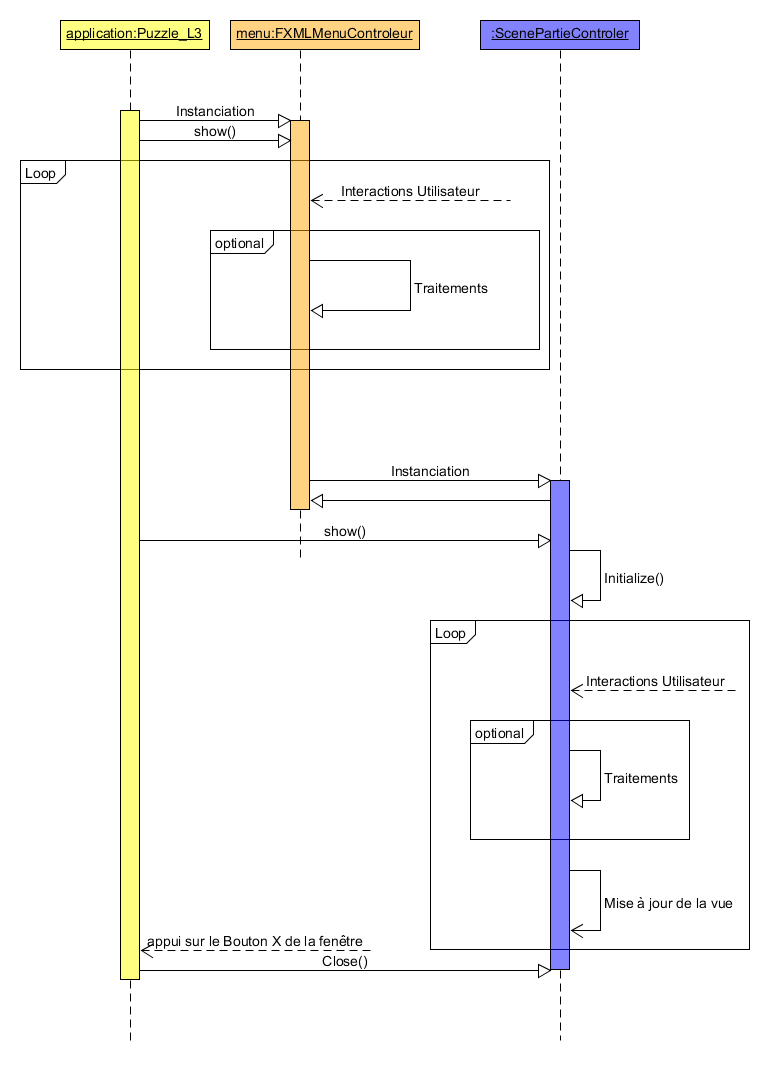 application:Puzzle_L3
menu:FXMLMenuControleur
:ScenePartieControler
Instanciation
show()
Loop
Interactions Utilisateur
optional
Traitements
Instanciation
show()
Initialize()
Loop
Interactions Utilisateur
optional
Traitements
Mise à jour de la vue
appui sur le Bouton X de la fenêtre
Close()